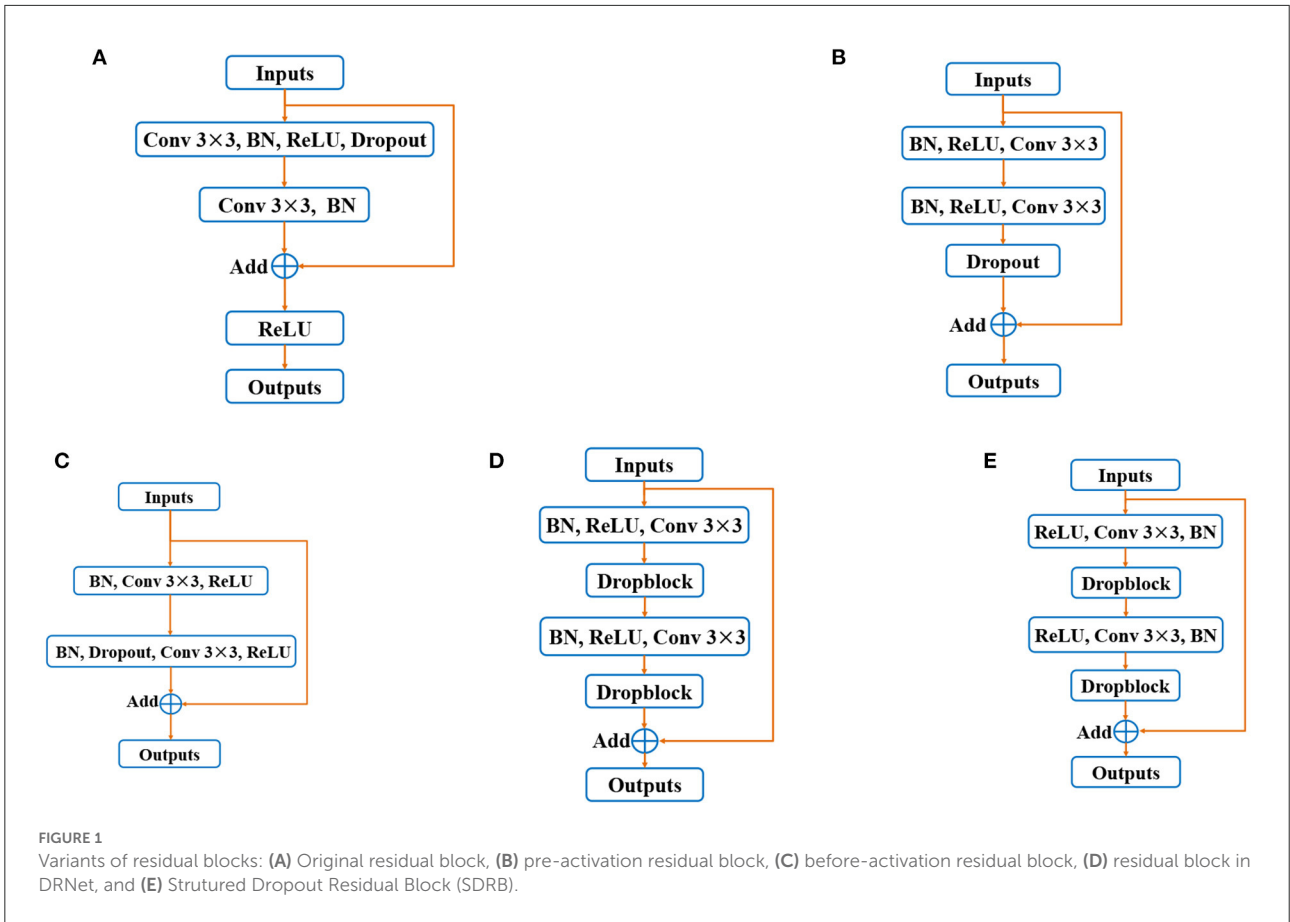 A
Inputs
Conv 3×3, BN, ReLU, Dropout
Conv 3×3, BN
Add
ReLU
Outputs
B
Inputs
BN, ReLU, Conv 3×3
BN, ReLU, Conv 3×3
Dropout
Add
Outputs
C
Inputs
BN, Conv 3×3, ReLU
BN, Dropout, Conv 3×3, ReLU
Add
Outputs
D
Inputs
BN, ReLU, Conv 3×3
Dropblock
BN, ReLU, Conv 3×3
Dropblock
Add
Outputs
E
Inputs
ReLU, Conv 3×3, BN
Dropblock
ReLU, Conv 3×3, BN
Dropblock
Add
Outputs
FIGURE 1
Variants of residual blocks: (A) Original residual block, (B) pre-activation residual block, (C) before-activation residual block, (D) residual block in
DRNet, and (E) Strutured Dropout Residual Block (SDRB).